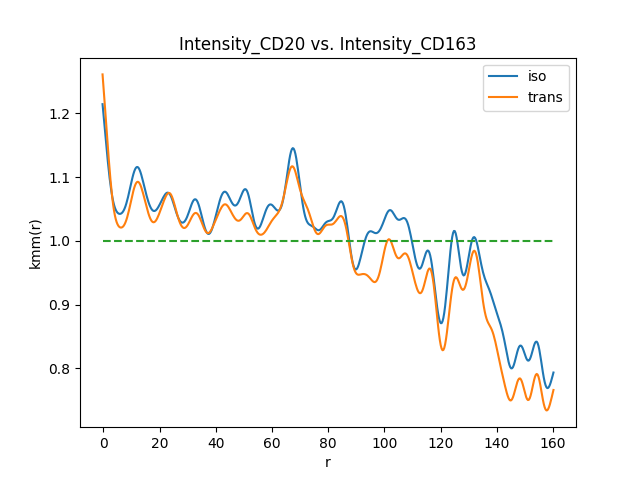 Intensity_CD20 vs. Intensity_CD163
iso
trans
kmm(r)
1.2
1.1
1.0
0.9
0.8
0 20 40 60 80 100 120 140 160
r